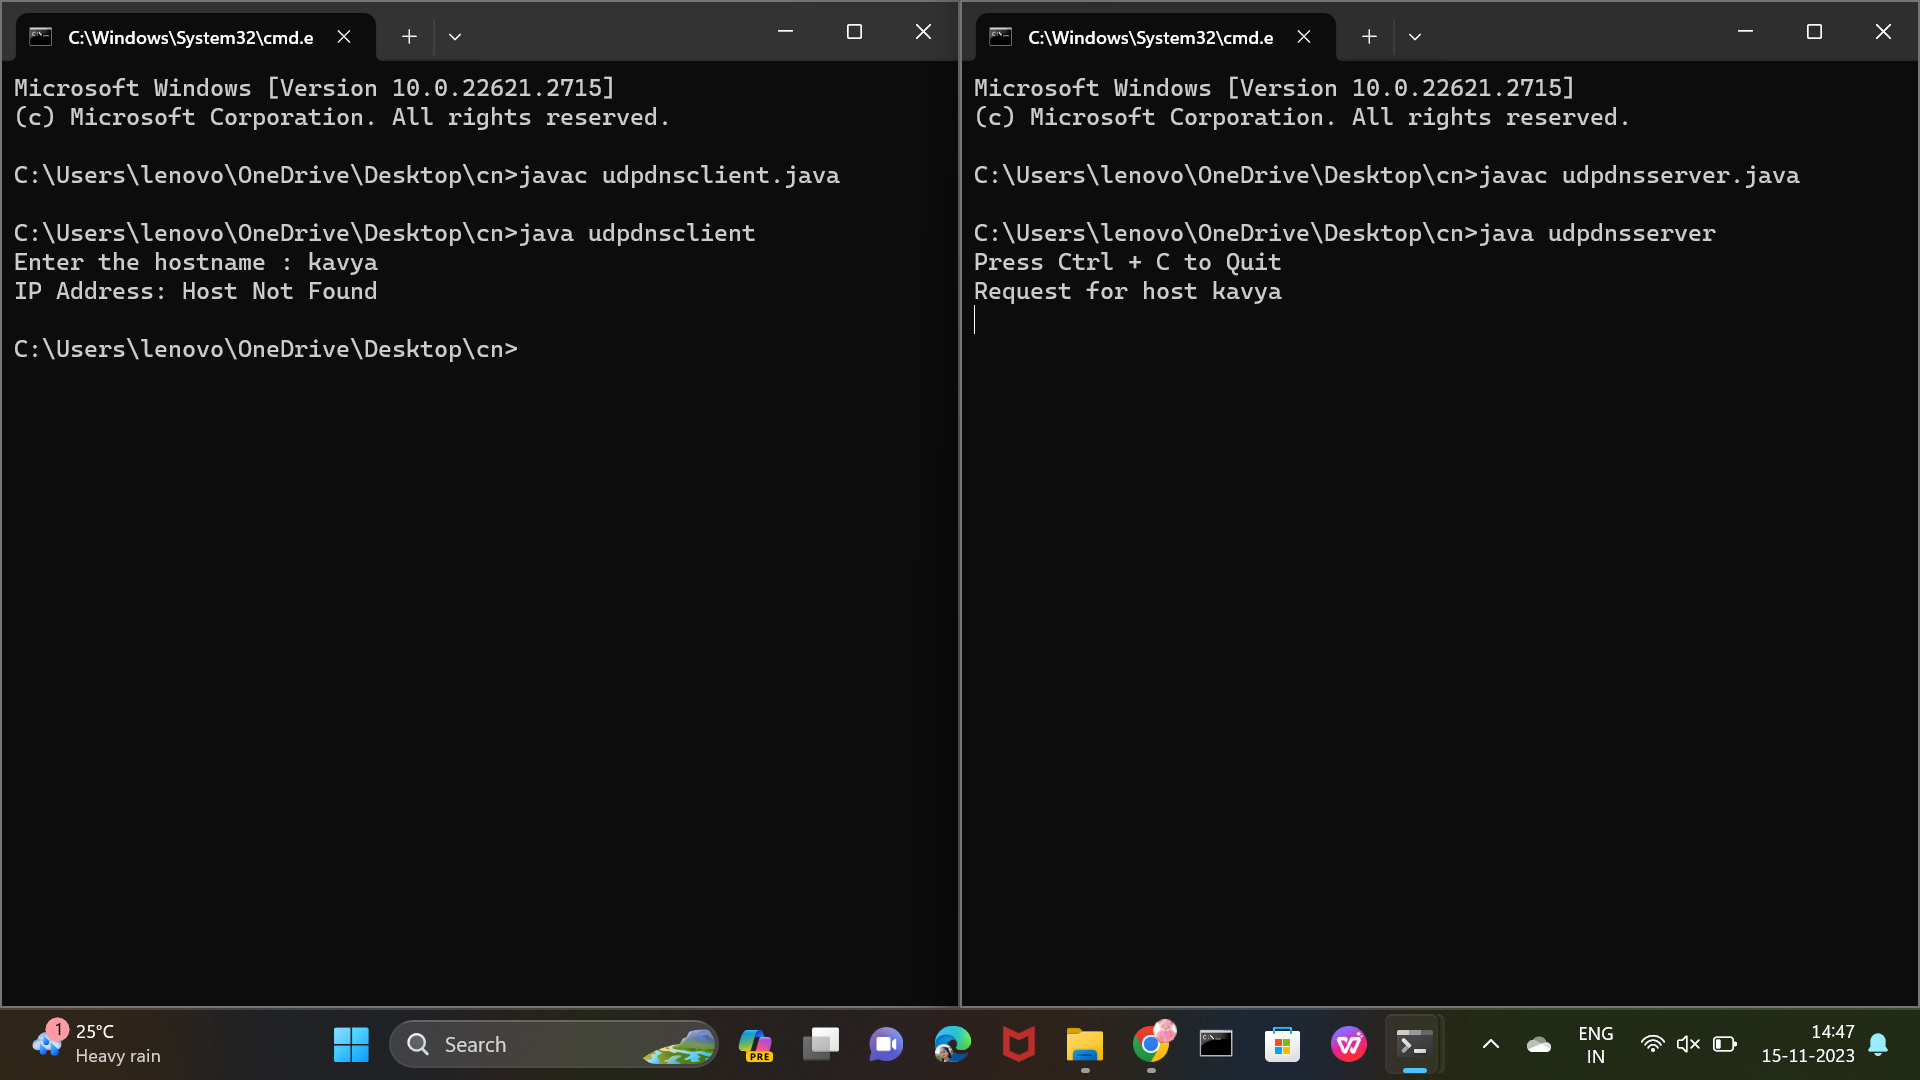 C:\Windows\System32\cmd.e
Microsoft Windows [Version 10.0.22621.2715]
(c) Microsoft Corporation. All rights reserved.
C:\Users\lenovo\OneDrive\Desktop\cn>javac udpdnsclient.java
C:\Users\lenovo\OneDrive\Desktop\cn>java udpdnsclient
Enter the hostname : kavya
IP Address: Host Not Found
C:\Users\lenovo\OneDrive\Desktop\cn>
C:\Windows\System32\cmd.e
Microsoft Windows [Version 10.0.22621.2715]
(c) Microsoft Corporation. All rights reserved.
C:\Users\lenovo\OneDrive\Desktop\cn>javac udpdnsserver.java
C:\Users\lenovo\OneDrive\Desktop\cn>java udpdnsserver
Press Ctrl + C to Quit
Request for host kavya
1
25°C
Heavy rain
Search
PRE
ENG
IN
14:47
15-11-2023